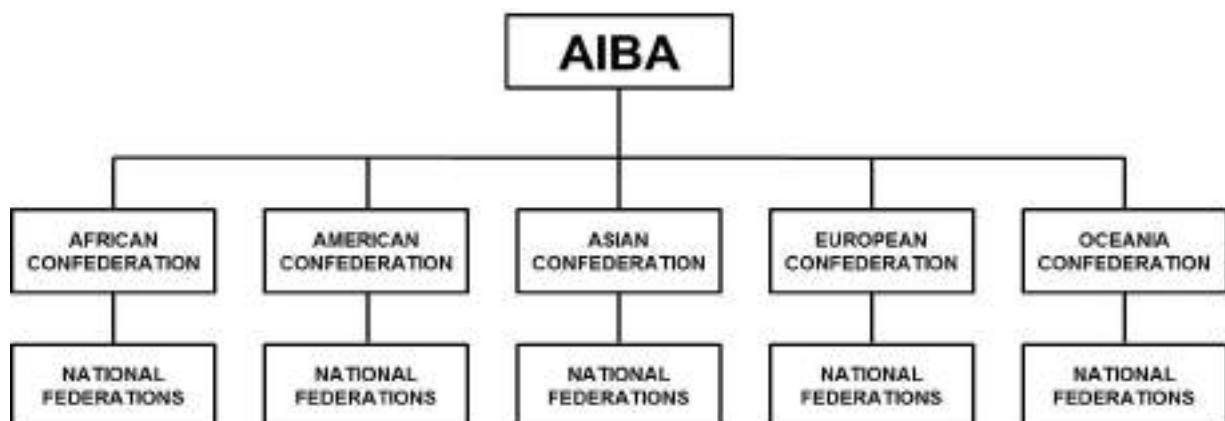 AIBA
AFRICAN
CONFEDERATION
AMERICAN
CONFEDERATION
ASIAN
CONFEDERATION
EUROPEAN
CONFEDERATION
OCEANIA
CONFEDERATION
NATIONAL
FEDERATIONS
NATIONAL
FEDERATIONS
NATIONAL
FEDERATIONS
NATIONAL
FEDERATIONS
NATIONAL
FEDERATIONS